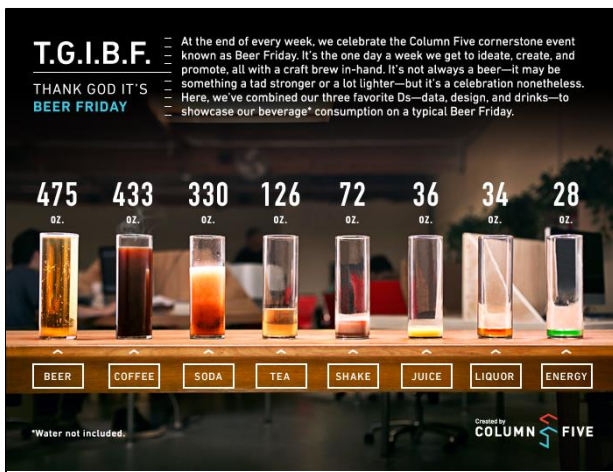 T.G.I.B.F.
THANK GOD IT'S
BEER FRIDAY
At the end of every week, we celebrate the Column Five cornerstone event
known as Beer Friday. It's the one day a week we get to ideate, create, and
promote, all with a craft brew in-hand. It's not always a beer—it may be
something a tad stronger or a lot lighter—but it's a celebration nonetheless.
Here, we've combined our three favorite Ds—data, design, and drinks—to
showcase our beverage* consumption on a typical Beer Friday.
475 433 330 126 72 36 34 28
oz. oz. oz. oz. oz. oz. oz. oz.
BEER COFFEE SODA TEA SHAKE JUICE LIQUOR ENERGY
*Water not included.
Created by
COLUMN FIVE